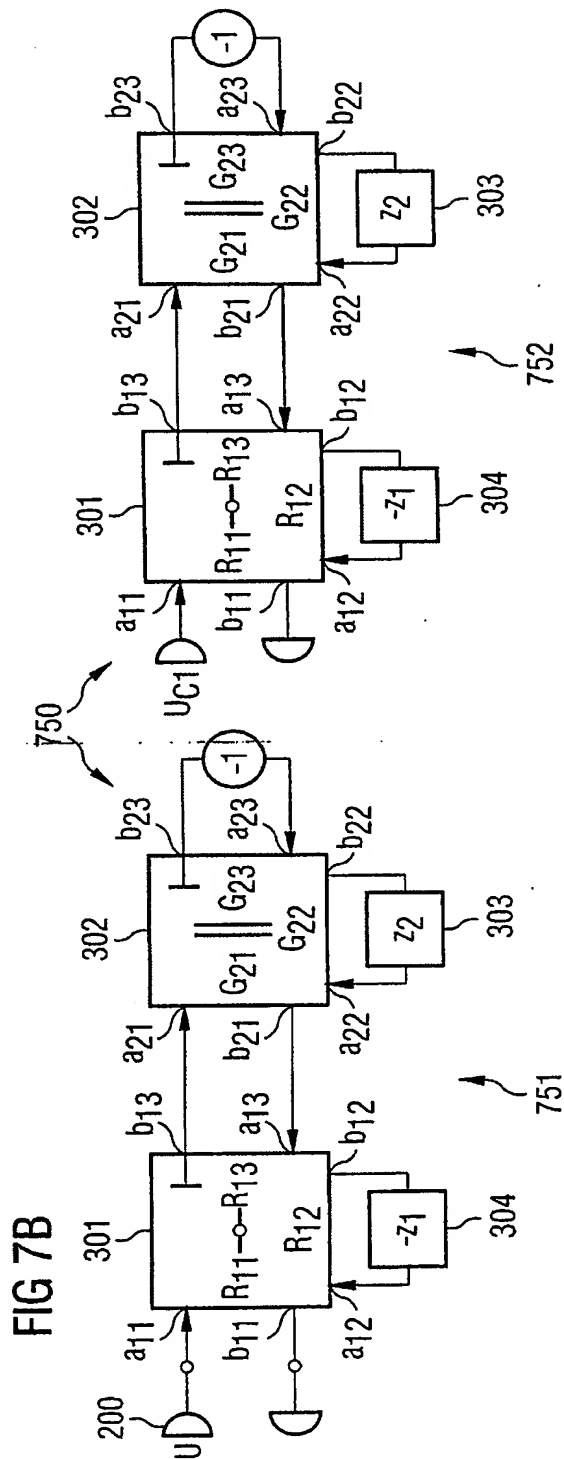 FIG 7B
750
200
U
a11
b11
301
R11
R13
R12
b13
a13
a12
b12
-z1
304
a21
b21
302
G21
G23
G22
b23
a23
-1
a22
b22
z2
303
751
UC1
a11
b11
301
R11
R13
R12
b13
a13
a12
b12
-z1
304
a21
b21
302
G21
G23
G22
b23
a23
-1
a22
b22
z2
303
752